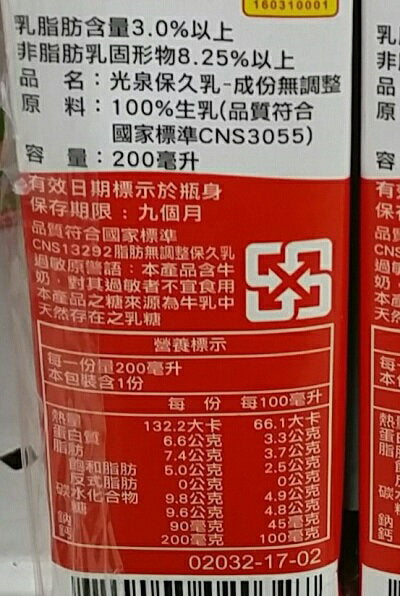 160310001
乳脂肪含量3.0%以上
非脂肪乳固形物8.25%以上
品 名：光泉保久乳-成份無調整
原 料：100%生乳(品質符合
國家標準CNS3055)
容 量：200毫升
有效日期標示於瓶身
保存期限：九個月
品質符合國家標準
CNS13292脂肪無調整保久乳
過敏原警語：本產品含牛
奶，對其過敏者不宜食用
本產品之糖來源為牛乳中
天然存在之乳糖
營養標示
每一份量200毫升
本包裝含1份
每 份 每100毫升
熱量 132.2大卡 66.1大卡
蛋白質 6.6公克 3.3公克
脂肪 7.4公克 3.7公克
飽和脂肪 5.0公克 2.5公克
反式脂肪 0公克 0公克
碳水化合物 9.8公克 4.9公克
糖 9.6公克 4.8公克
鈉 90毫克 45毫克
鈣 200毫克 100毫克
02032-17-02